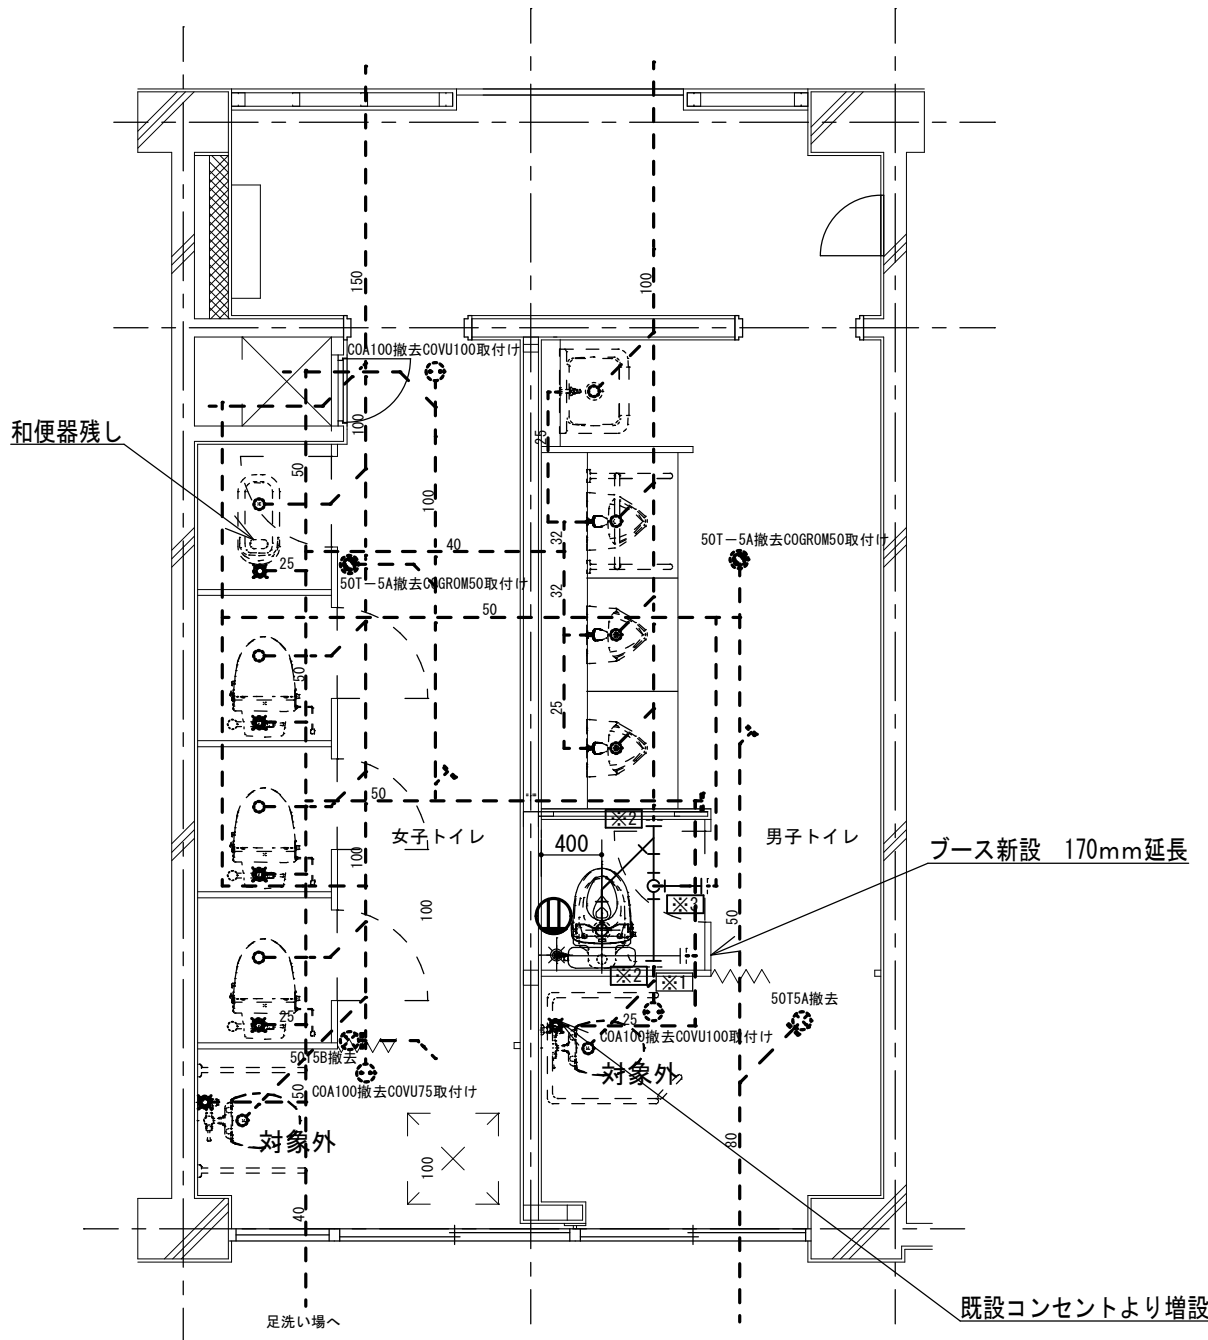 150
100
COA100撤去COVU100取付け
和便器残し
100
50
25
100
25
40
32
50T－5A撤去COGROM50取付け
50T－5A撤去COGROM50取付け
32
50
50
25
50
女子トイレ
男子トイレ
※2
400
ブース新設　170mm延長
100
100
※3
50
※2
※1
50T5A撤去
25
25
COA100撤去COVU100取付け
50T5B撤去
対象外
COA100撤去COVU75取付け
50
対象外
100
80
40
足洗い場へ
既設コンセントより増設